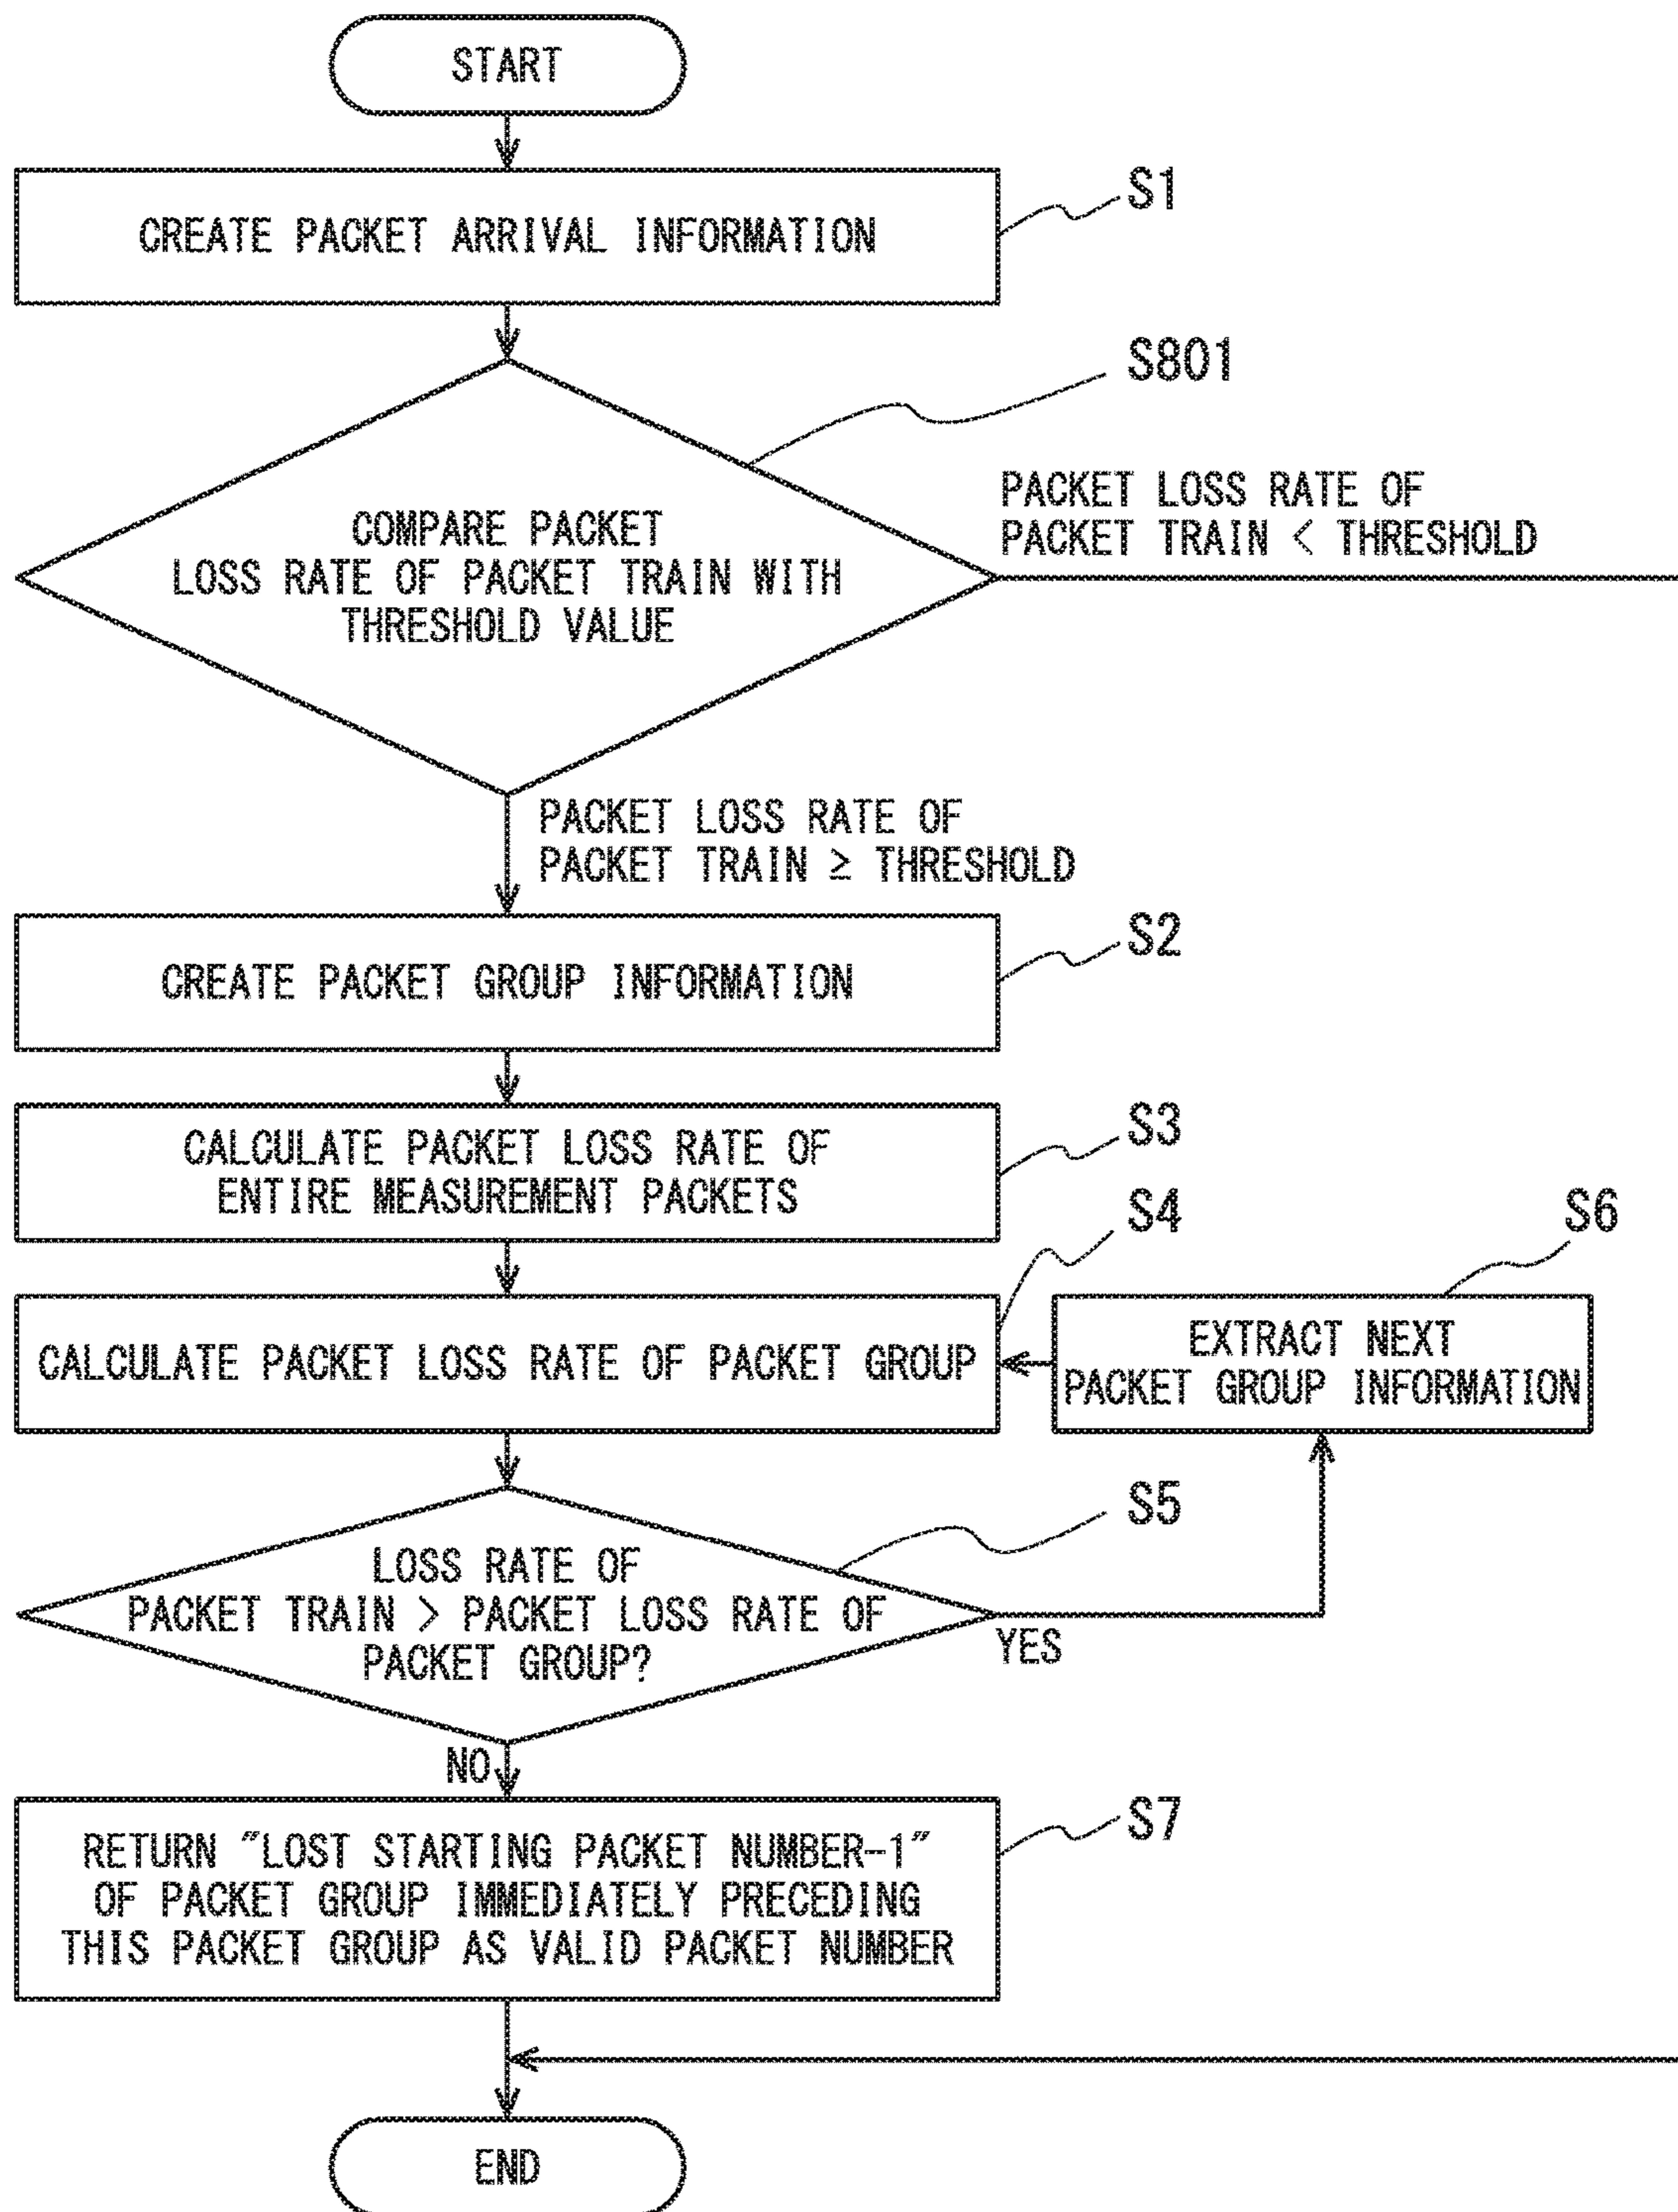 START
CREATE PACKET ARRIVAL INFORMATION
S1
S801
COMPARE PACKET
LOSS RATE OF PACKET TRAIN WITH
THRESHOLD VALUE
PACKET LOSS RATE OF
PACKET TRAIN < THRESHOLD
PACKET LOSS RATE OF
PACKET TRAIN ≥ THRESHOLD
CREATE PACKET GROUP INFORMATION
S2
CALCULATE PACKET LOSS RATE OF
ENTIRE MEASUREMENT PACKETS
S3
CALCULATE PACKET LOSS RATE OF PACKET GROUP
S4
EXTRACT NEXT
PACKET GROUP INFORMATION
S6
LOSS RATE OF
PACKET TRAIN > PACKET LOSS RATE OF
PACKET GROUP?
S5
YES
NO
RETURN "LOST STARTING PACKET NUMBER-1"
OF PACKET GROUP IMMEDIATELY PRECEDING
THIS PACKET GROUP AS VALID PACKET NUMBER
S7
END